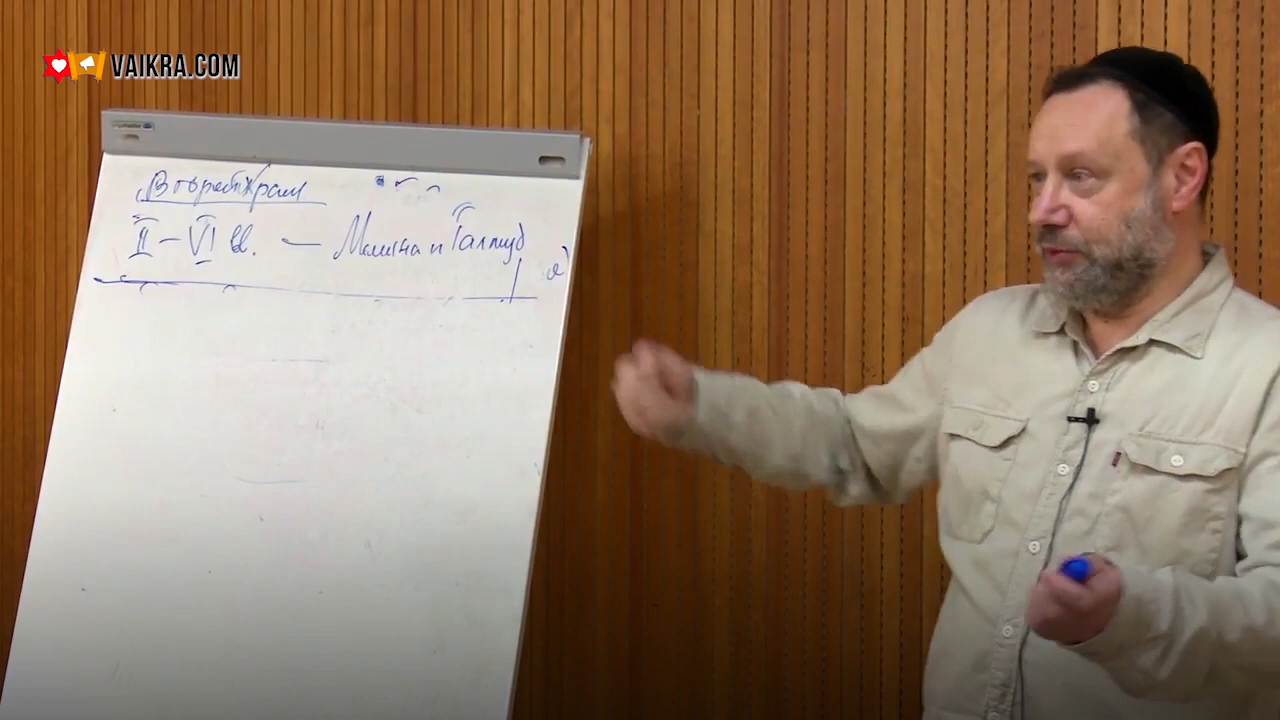 VAIKRA.COM
Второй Храм
II – VI вв. — Мишна и Талмуд